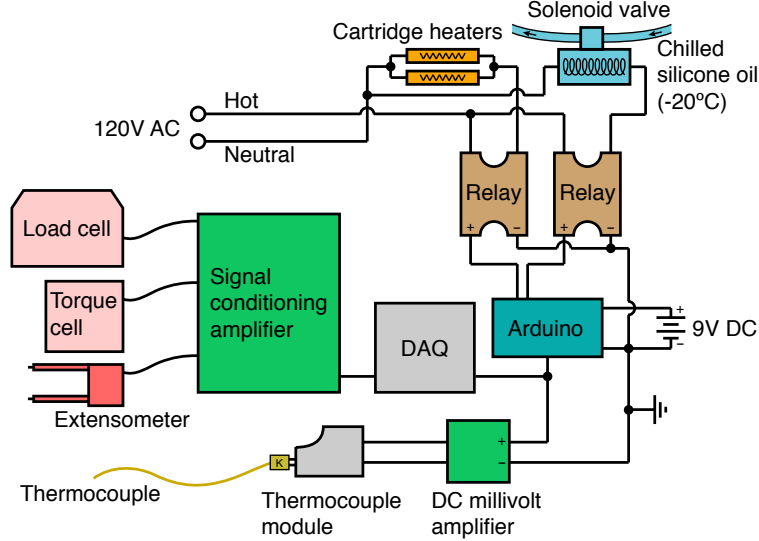 Solenoid valve
Cartridge heaters
Chilled
silicone oil
(-20ºC)
Hot
120V AC
Neutral
Relay
Relay
+ −
+ −
Load cell
Signal
conditioning
amplifier
Torque
cell
Arduino
+
9V DC
−
DAQ
Extensometer
+
−
K
Thermocouple
Thermocouple
module
DC millivolt
amplifier